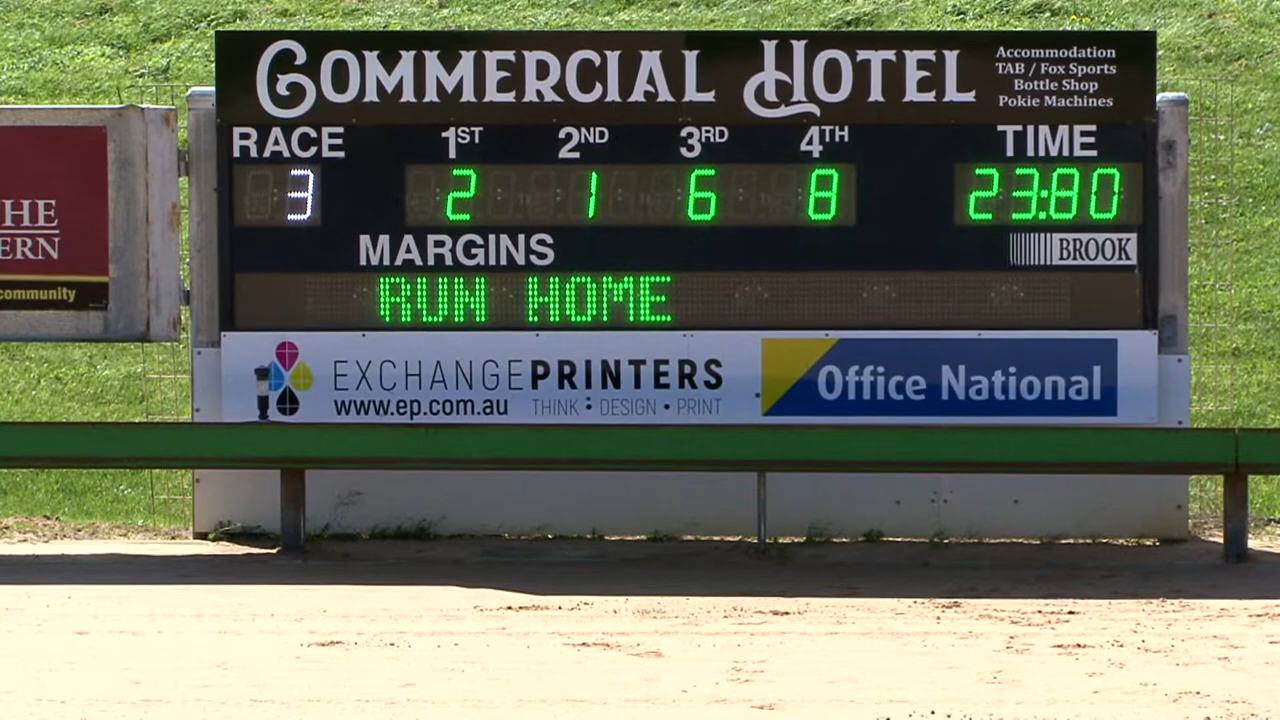 COMMERCIAL HOTEL
Accommodation
TAB / Fox Sports
Bottle Shop
Pokie Machines
RACE 1ST 2ND 3RD 4TH TIME
3 2 1 6 8 23:80
MARGINS
BROOK
RUN HOME
HE
ERN
community
EXCHANGEPRINTERS
www.ep.com.au THINK • DESIGN • PRINT
Office National